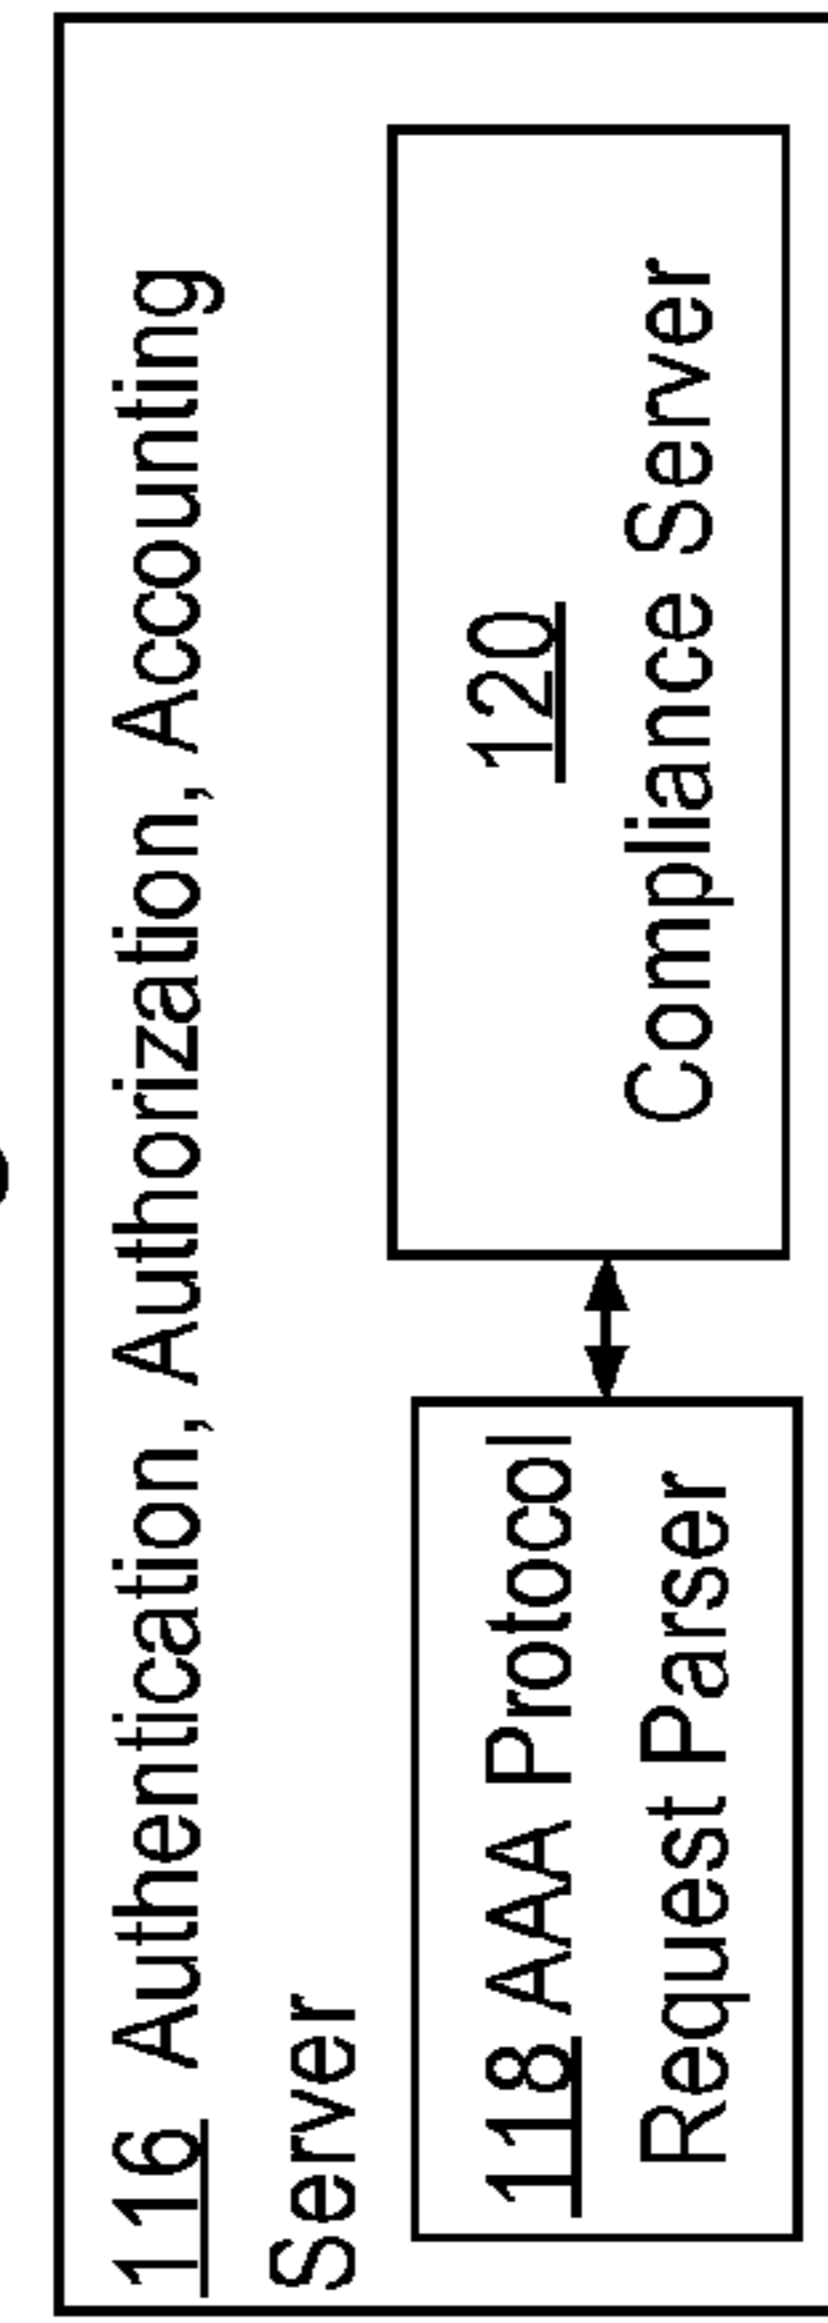 116 Authentication, Authorization, Accounting
Server
118 AAA Protocol
Request Parser
120
Compliance Server